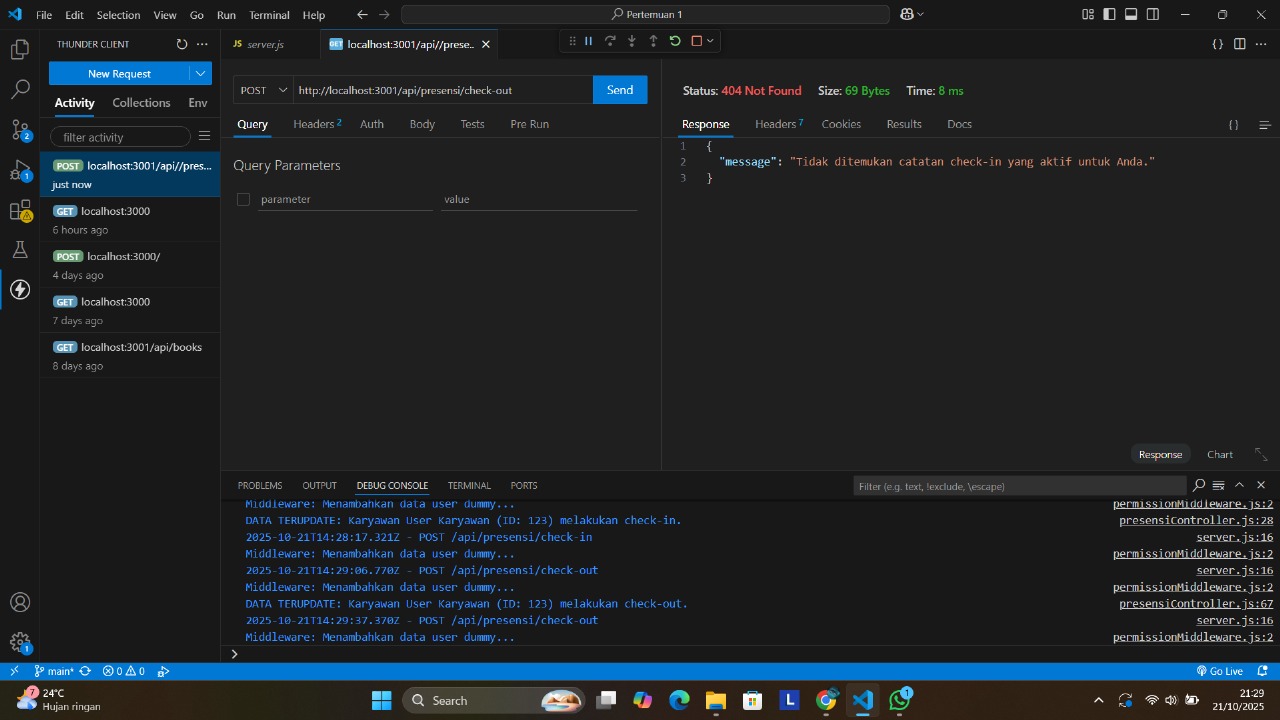 File Edit Selection View Go Run Terminal Help
Pertemuan 1
THUNDER CLIENT
New Request
Activity Collections Env
filter activity
POST localhost:3001/api//pres...
just now
GET localhost:3000
6 hours ago
POST localhost:3000/
4 days ago
GET localhost:3000
7 days ago
GET localhost:3001/api/books
8 days ago
JS server.js
GET localhost:3001/api//prese..
POST http://localhost:3001/api/presensi/check-out Send
Query Headers 2 Auth Body Tests Pre Run
Query Parameters
parameter value
Status: 404 Not Found Size: 69 Bytes Time: 8 ms
Response Headers 7 Cookies Results Docs
{ }
1 {
2 "message": "Tidak ditemukan catatan check-in yang aktif untuk Anda."
3 }
Response Chart
PROBLEMS OUTPUT DEBUG CONSOLE TERMINAL PORTS
Filter (e.g. text, !exclude, \escape)
Middleware: Menambahkan data user dummy... permissionMiddleware.js:2
DATA TERUPDATE: Karyawan User Karyawan (ID: 123) melakukan check-in. presensiController.js:28
2025-10-21T14:28:17.321Z - POST /api/presensi/check-in server.js:16
Middleware: Menambahkan data user dummy... permissionMiddleware.js:2
2025-10-21T14:29:06.770Z - POST /api/presensi/check-out server.js:16
Middleware: Menambahkan data user dummy... permissionMiddleware.js:2
DATA TERUPDATE: Karyawan User Karyawan (ID: 123) melakukan check-out. presensiController.js:67
2025-10-21T14:29:37.370Z - POST /api/presensi/check-out server.js:16
Middleware: Menambahkan data user dummy... permissionMiddleware.js:2
main* 0 0 Go Live
7 24°C
Hujan ringan
Search
L
1
21:29
21/10/2025